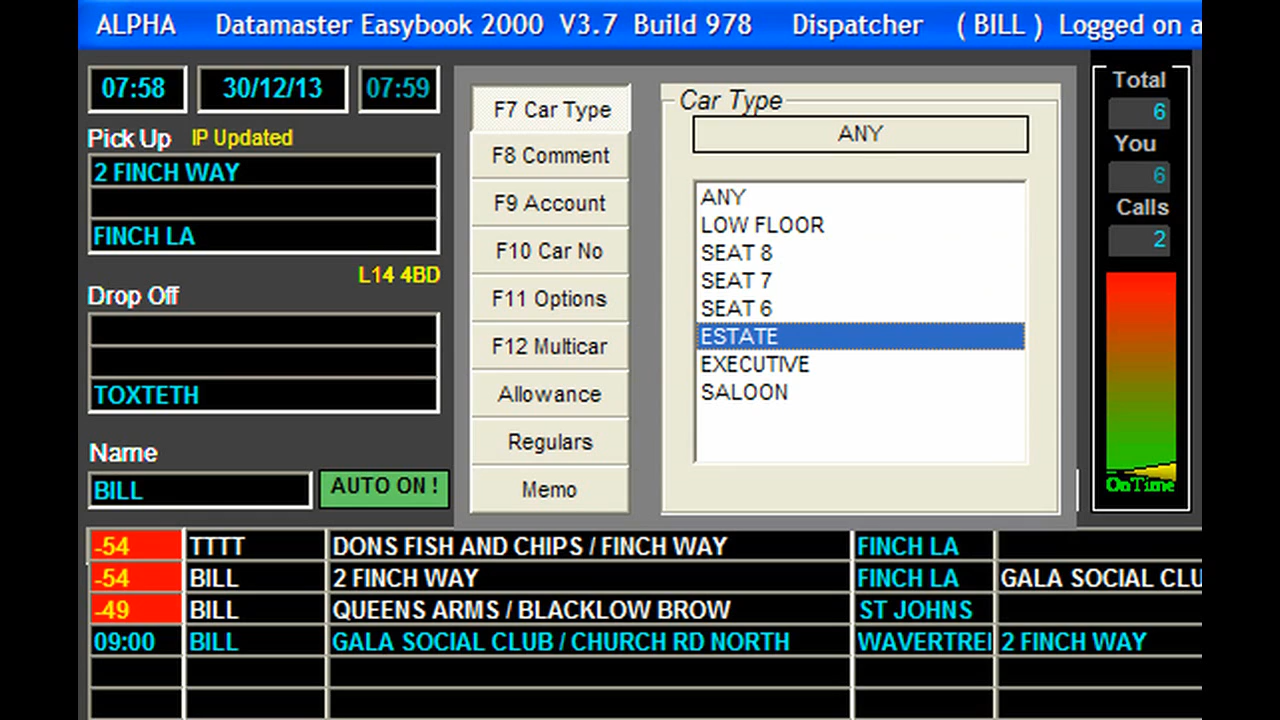 ALPHA Datamaster Easybook 2000 V3.7 Build 978 Dispatcher ( BILL ) Logged on a
07:58 30/12/13 07:59
Pick Up IP Updated
2 FINCH WAY
FINCH LA
L14 4BD
Drop Off
TOXTETH
Name
BILL AUTO ON !
F7 Car Type
F8 Comment
F9 Account
F10 Car No
F11 Options
F12 Multicar
Allowance
Regulars
Memo
Car Type
ANY
ANY
LOW FLOOR
SEAT 8
SEAT 7
SEAT 6
ESTATE
EXECUTIVE
SALOON
Total
6
You
6
Calls
2
OnTime
-54 TTTT DONS FISH AND CHIPS / FINCH WAY FINCH LA
-54 BILL 2 FINCH WAY FINCH LA GALA SOCIAL CLU
-49 BILL QUEENS ARMS / BLACKLOW BROW ST JOHNS
09:00 BILL GALA SOCIAL CLUB / CHURCH RD NORTH WAVERTREE 2 FINCH WAY